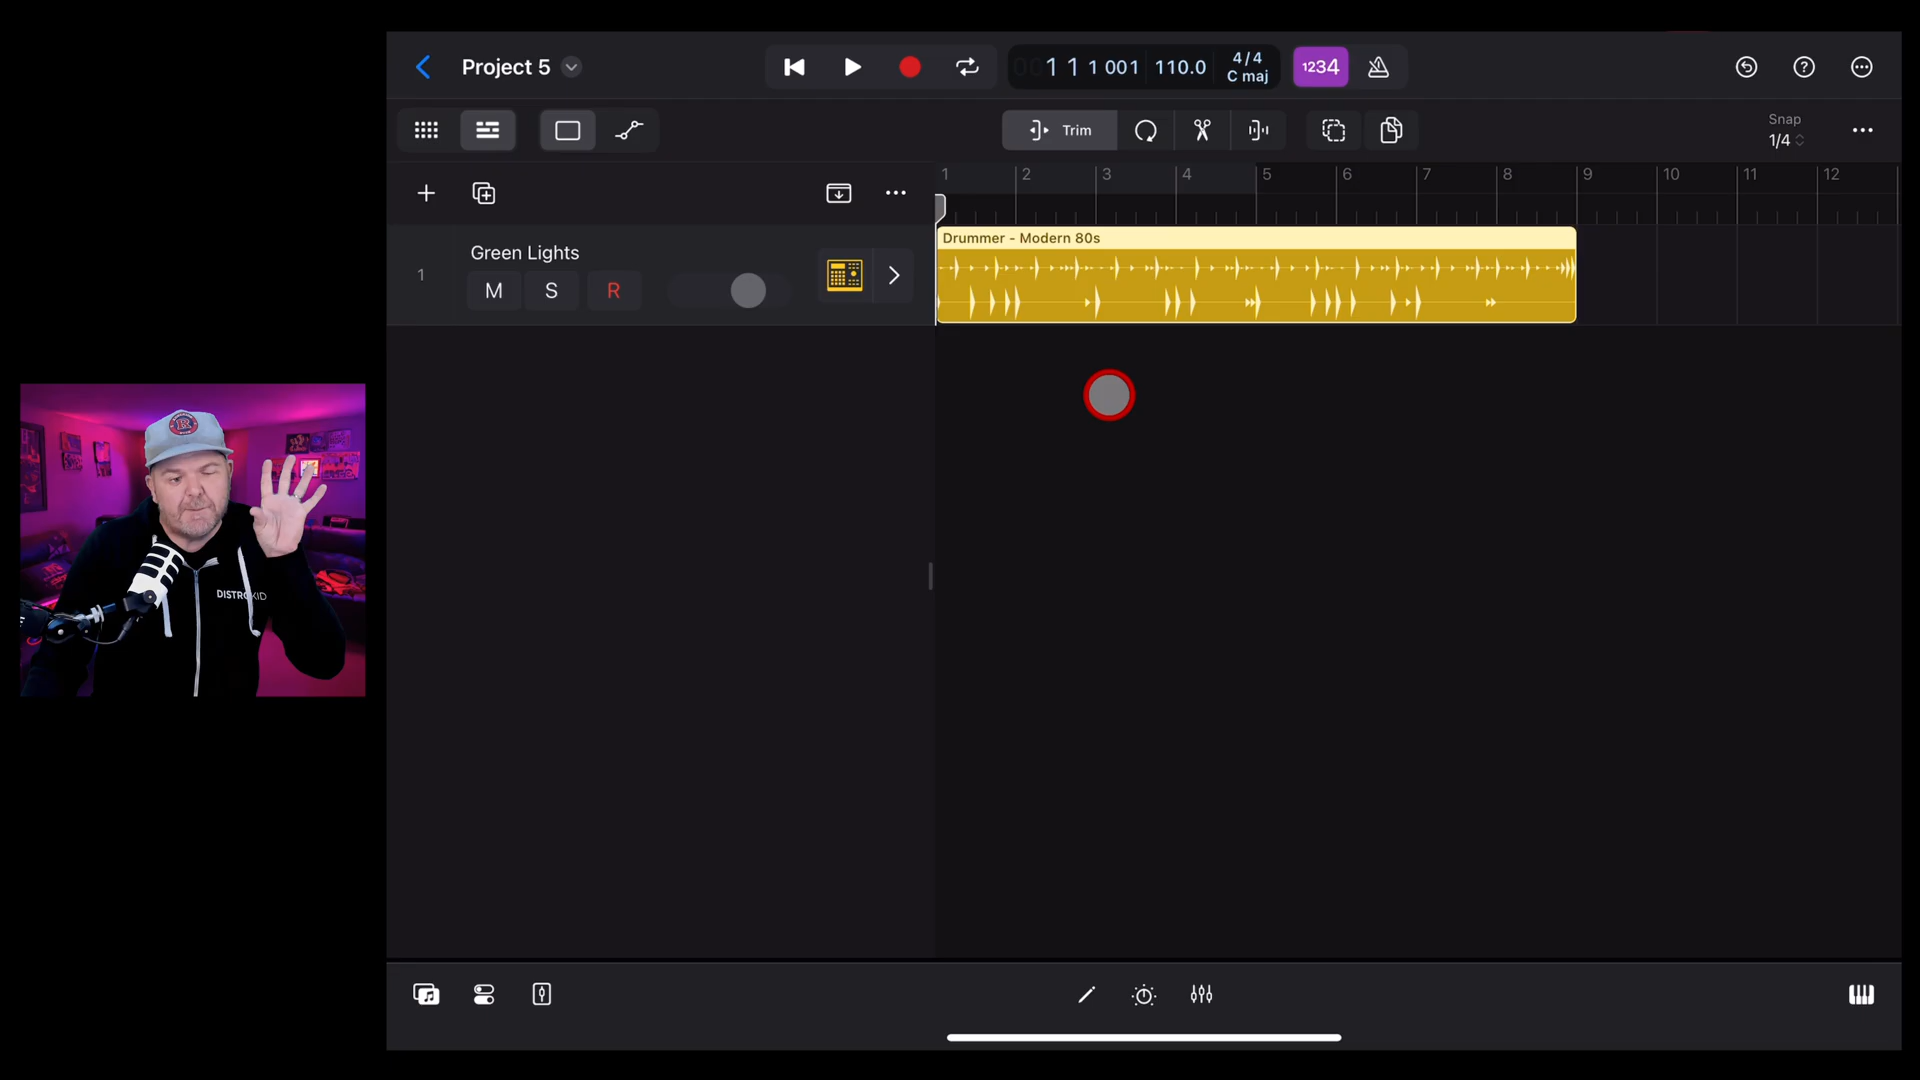 Project 5
1 1 1 001
110.0
4/4
C maj
1234
Trim
Snap
1/4
1 2 3 4 5 6 7 8 9 10 11 12
1
Green Lights
M S R
Drummer - Modern 80s
R
DISTROKID